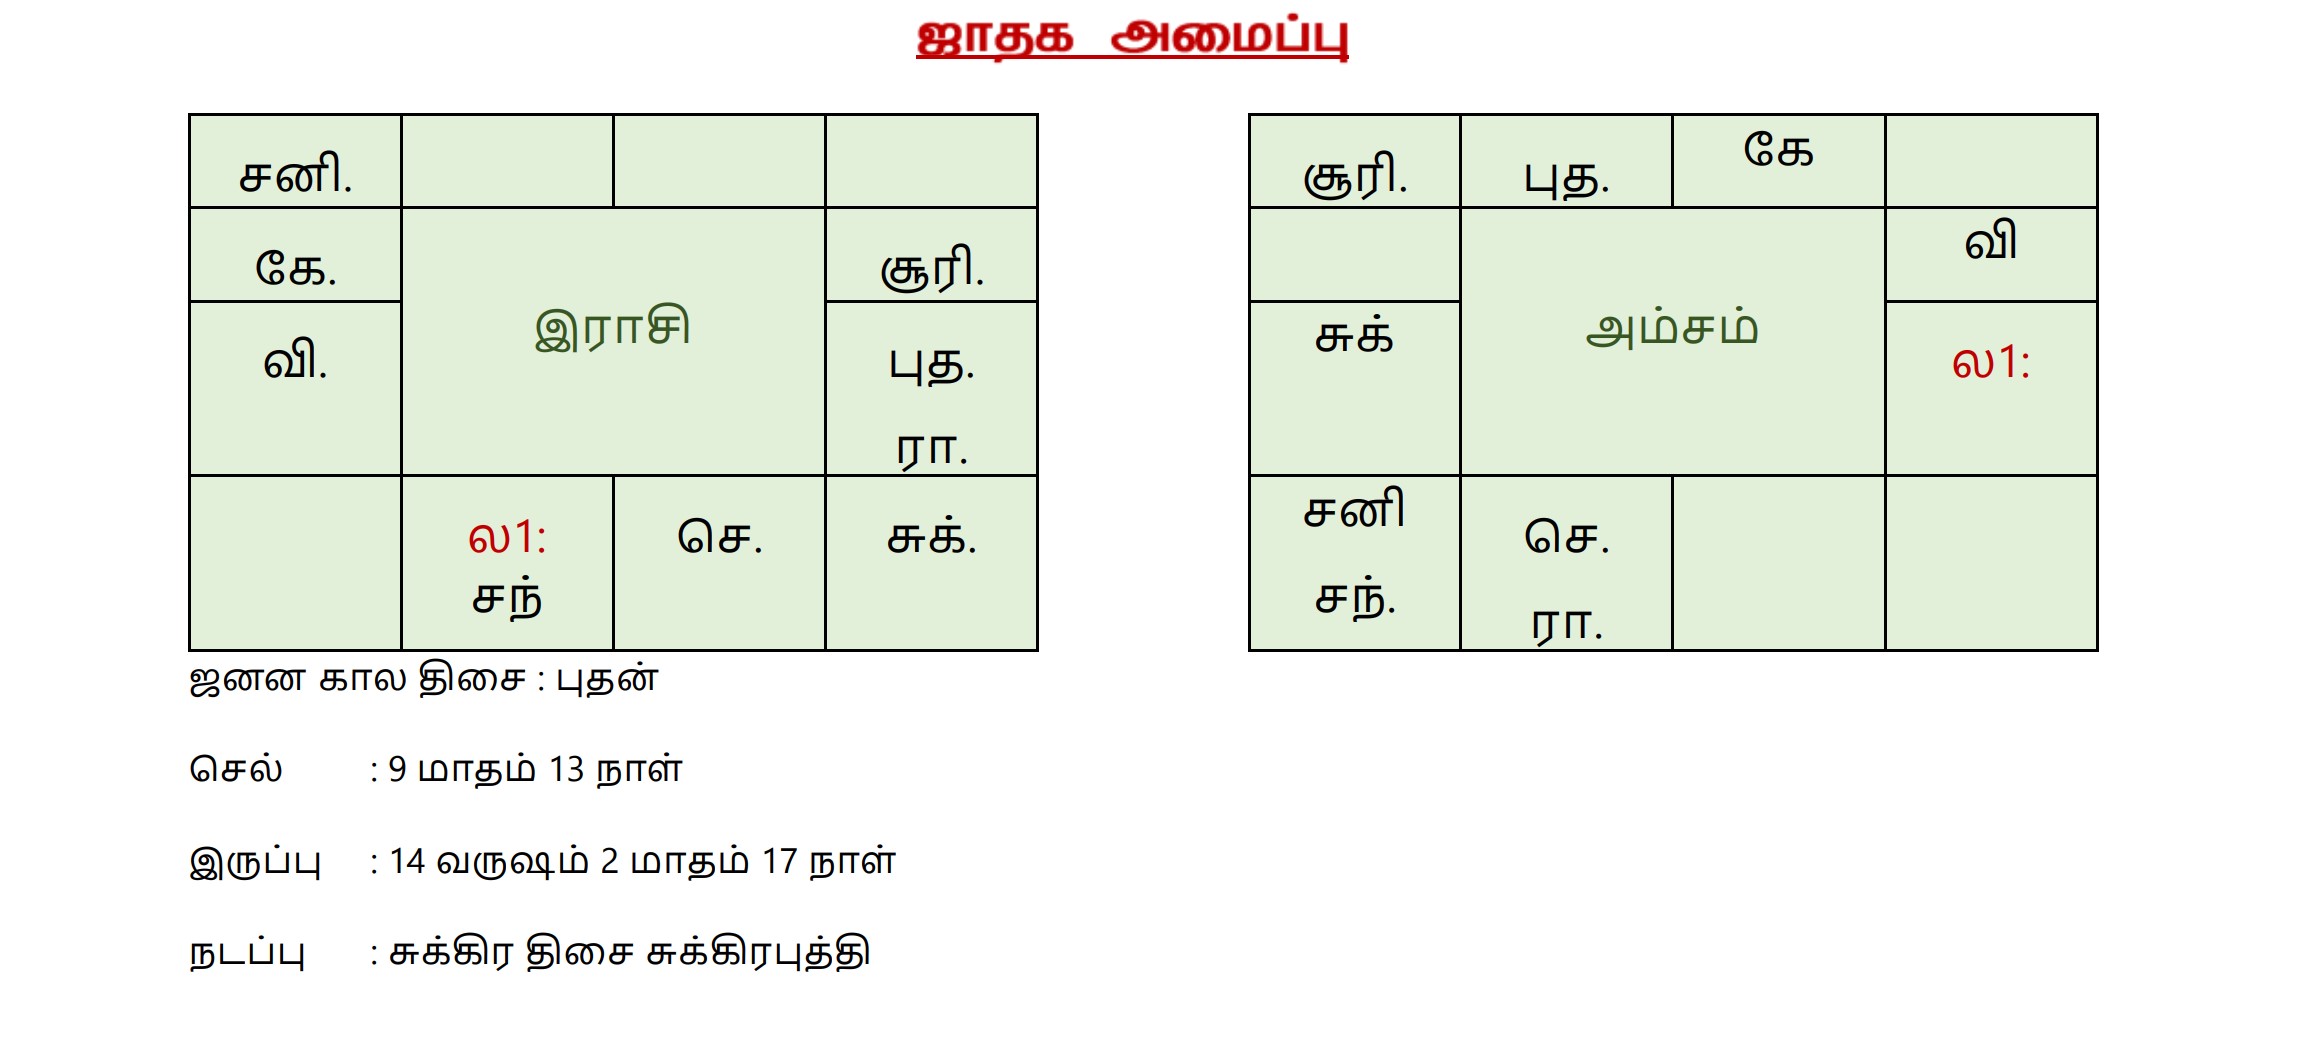 ஜாதக அமைப்பு
சனி.
கே. சூரி.
இராசி
வி. புத.
ரா.
ல1: செ. சுக்.
சந்
சூரி. புத. கே
வி
சுக் அம்சம் ல1:
சனி செ.
சந். ரா.
ஜனன கால திசை : புதன்
செல் : 9 மாதம் 13 நாள்
இருப்பு : 14 வருஷம் 2 மாதம் 17 நாள்
நடப்பு : சுக்கிர திசை சுக்கிரபுத்தி